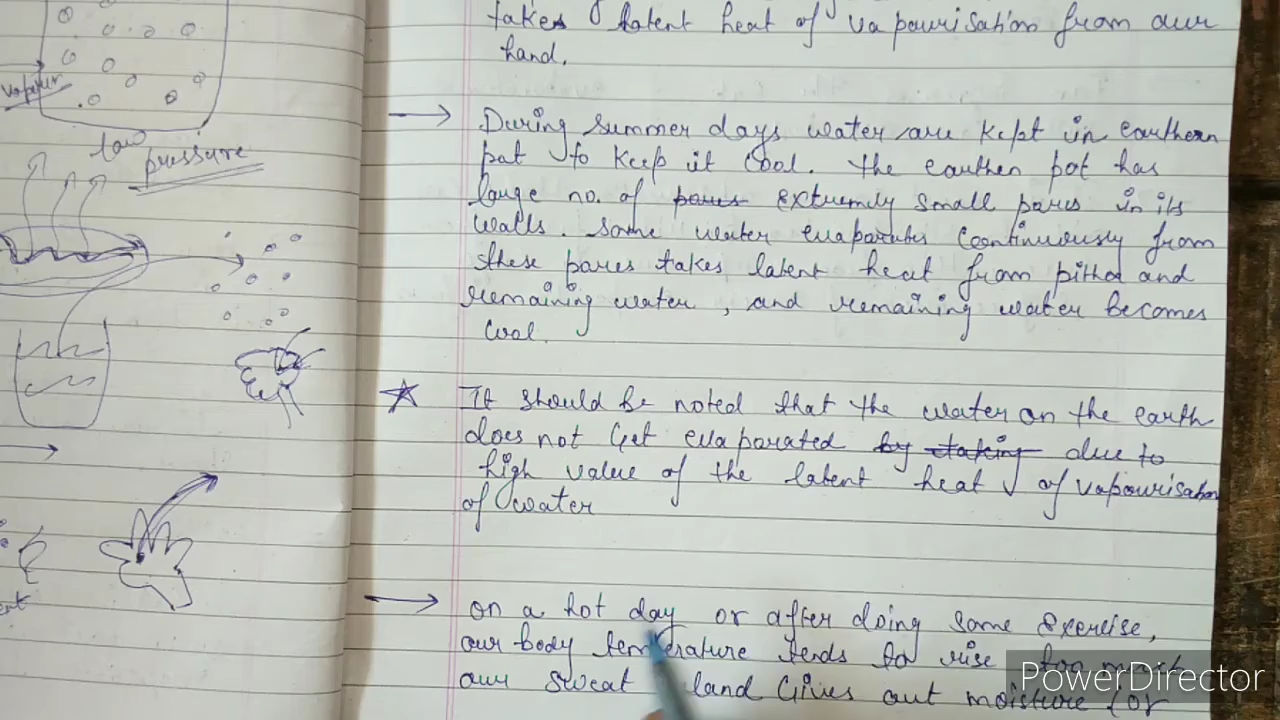 takes latent heat of vapourisation from our
hand.
During summer days water are kept in earthern
pot to keep it cool. The earthen pot has
large no. of pores extremly small pores in its
walls. Some water evaporates continuously from
these pores takes latent heat from pithed and
remaining water, and remaining water becomes
cool.
It should be noted that the water on the earth
does not get evaporated by taking due to
high value of the latent heat of vapourisation
of water
on a hot day or after doing some exercise,
our body temperature tends to rise
our sweat gives out moisture (or
vapour
low
pressure
PowerDirector